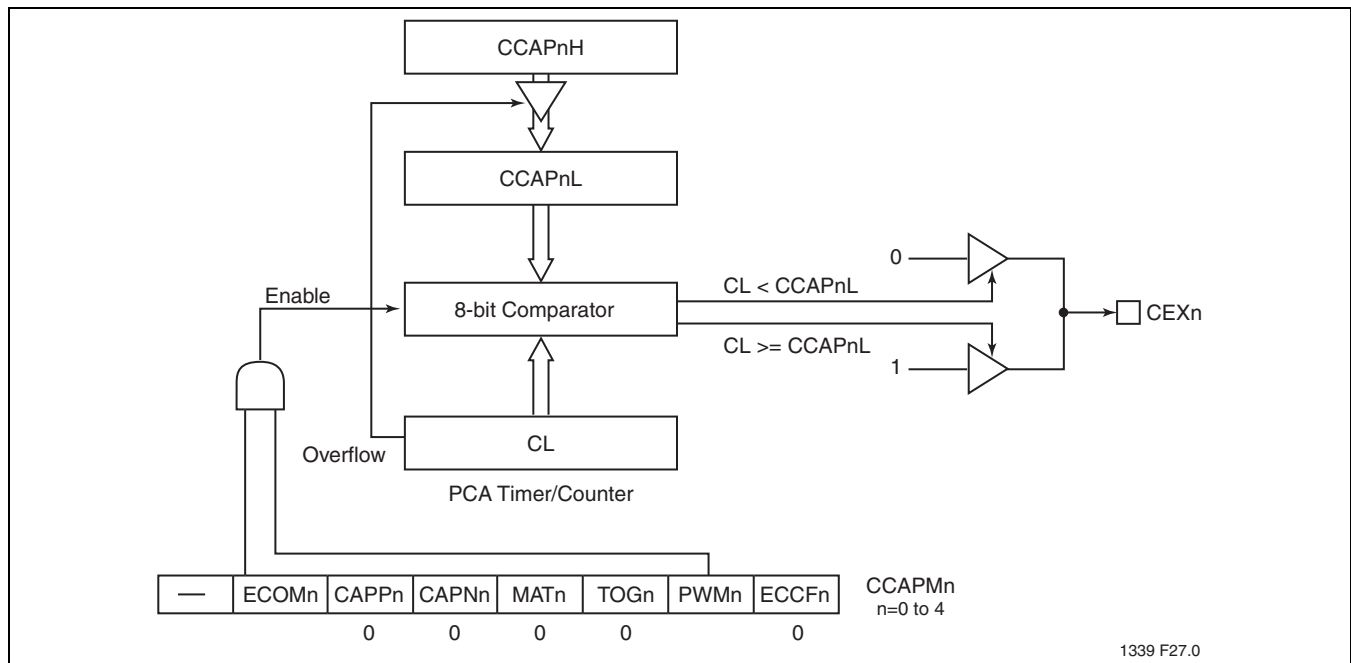 CCAPnH
CCAPnL
0
CL < CCAPnL
Enable
8-bit Comparator
CEXn
CL >= CCAPnL
1
CL
Overflow
PCA Timer/Counter
— ECOMn CAPPn CAPNn MATn TOGn PWMn ECCFn CCAPMn
n=0 to 4
0 0 0 0 0
1339 F27.0